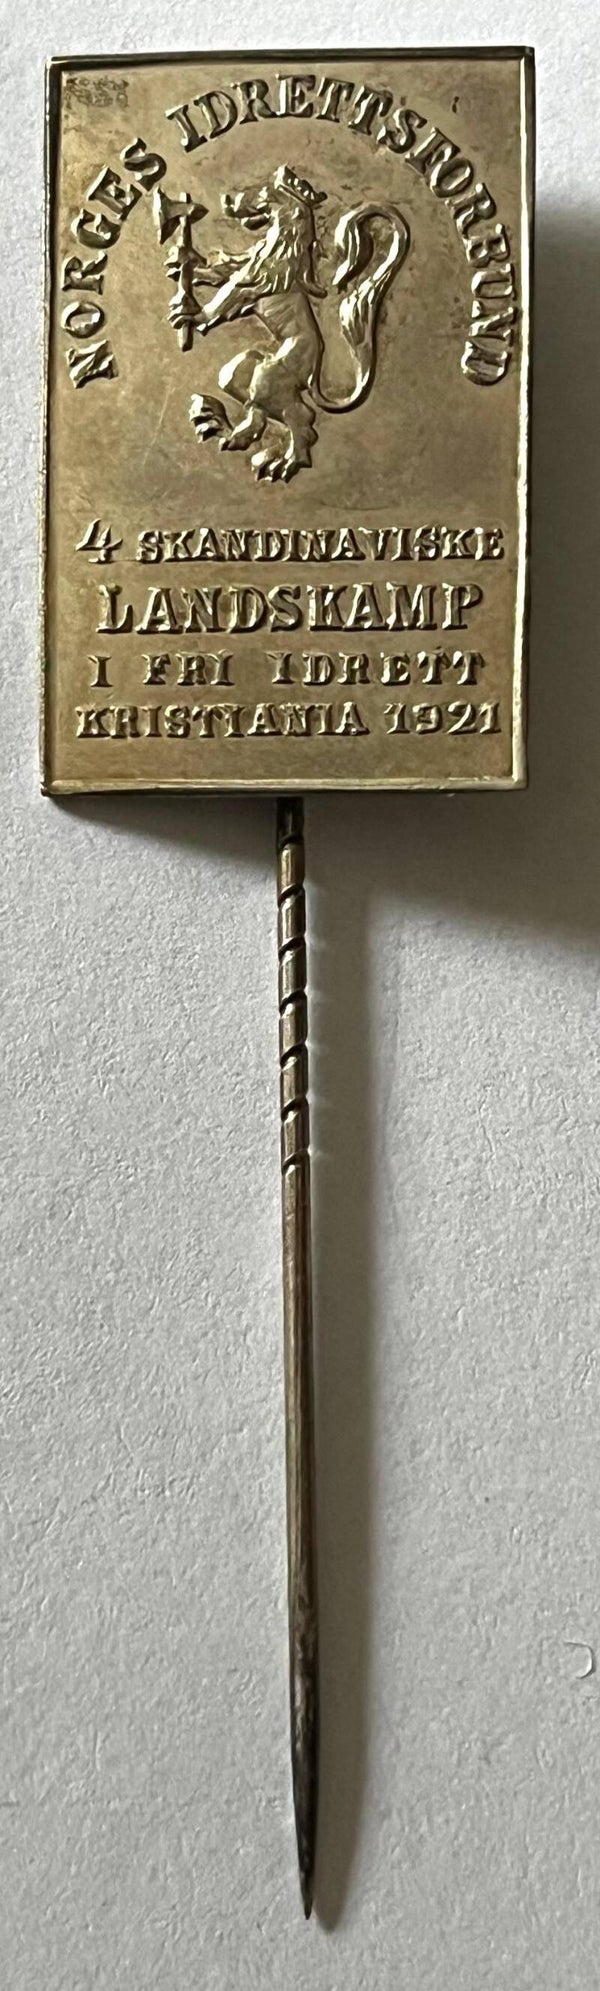 NORGES IDRETTSFORBUND
4 SKANDINAVISKE
LANDSKAMP
I FRI IDRETT
KRISTIANIA 1921